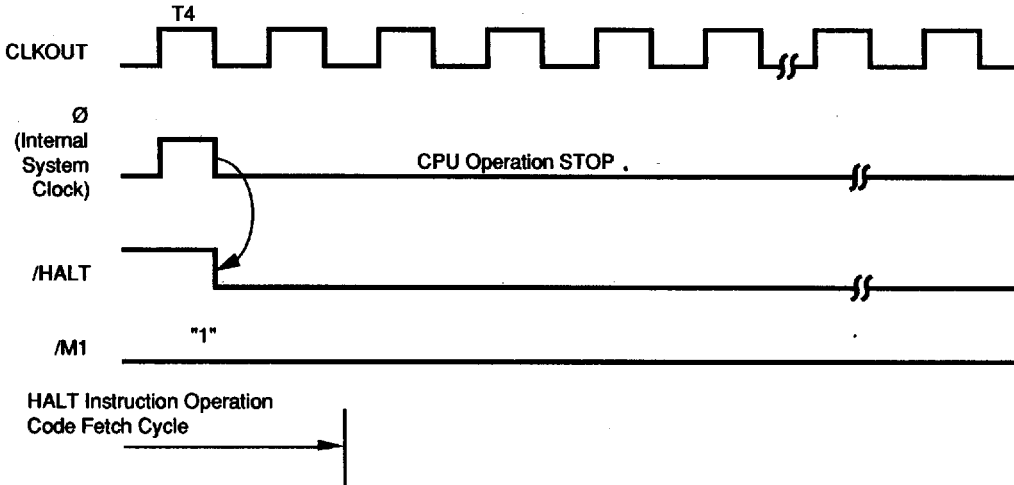 T4
CLKOUT
Ø
(Internal
System
Clock)
CPU Operation STOP .
/HALT
"1"
/M1
HALT Instruction Operation
Code Fetch Cycle